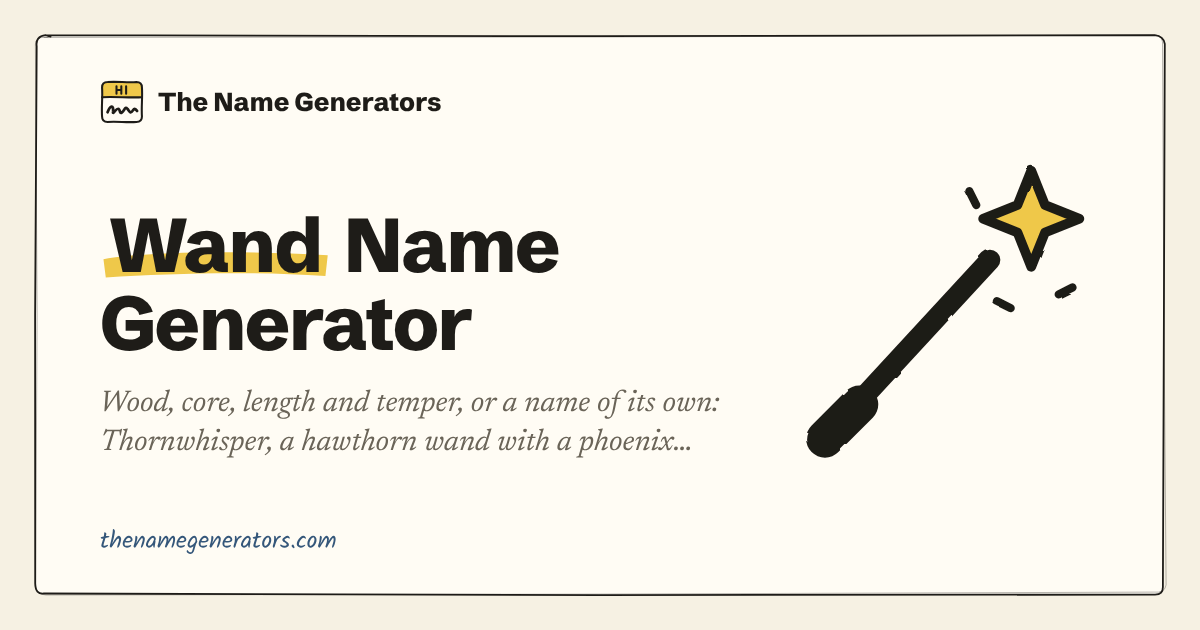 HI
The Name Generators
Wand Name
Generator
Wood, core, length and temper, or a name of its own:
Thornwhisper, a hawthorn wand with a phoenix...
thenamegenerators.com